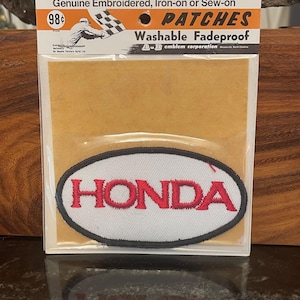 Genuine Embroidered, Iron-on or Sew-on
98¢
PATCHES
Washable Fadeproof
A-B emblem corporation
HONDA